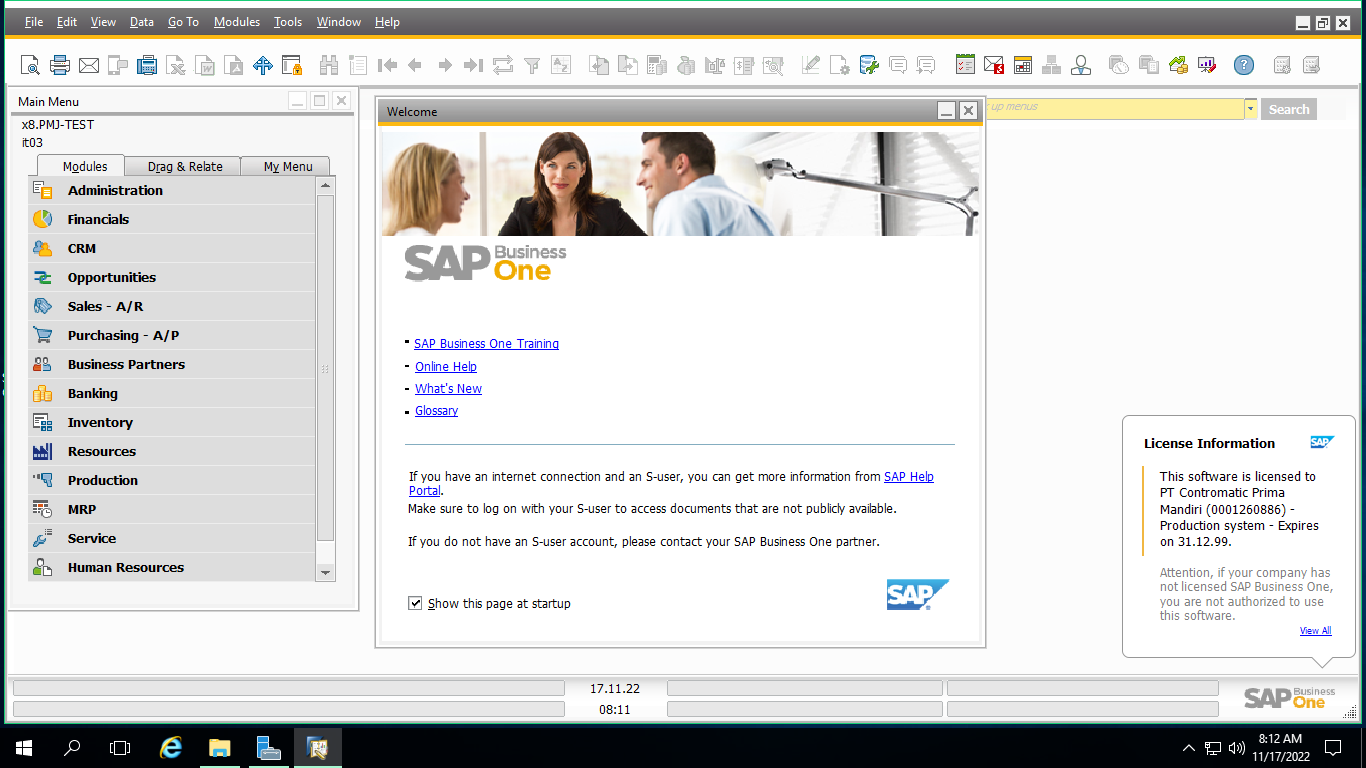 File Edit View Data Go To Modules Tools Window Help
Main Menu
x8.PMJ-TEST
it03
Modules Drag & Relate My Menu
Administration
Financials
CRM
Opportunities
Sales - A/R
Purchasing - A/P
Business Partners
Banking
Inventory
Resources
Production
MRP
Service
Human Resources
Welcome
up menus
Search
SAP Business One
SAP Business One Training
Online Help
What's New
Glossary
If you have an internet connection and an S-user, you can get more information from SAP Help
Portal.
Make sure to log on with your S-user to access documents that are not publicly available.
If you do not have an S-user account, please contact your SAP Business One partner.
Show this page at startup
SAP
License Information
SAP
This software is licensed to
PT Contromatic Prima
Mandiri (0001260886) -
Production system - Expires
on 31.12.99.
Attention, if your company has
not licensed SAP Business One,
you are not authorized to use
this software.
View All
17.11.22
08:11
SAP Business One
8:12 AM
11/17/2022